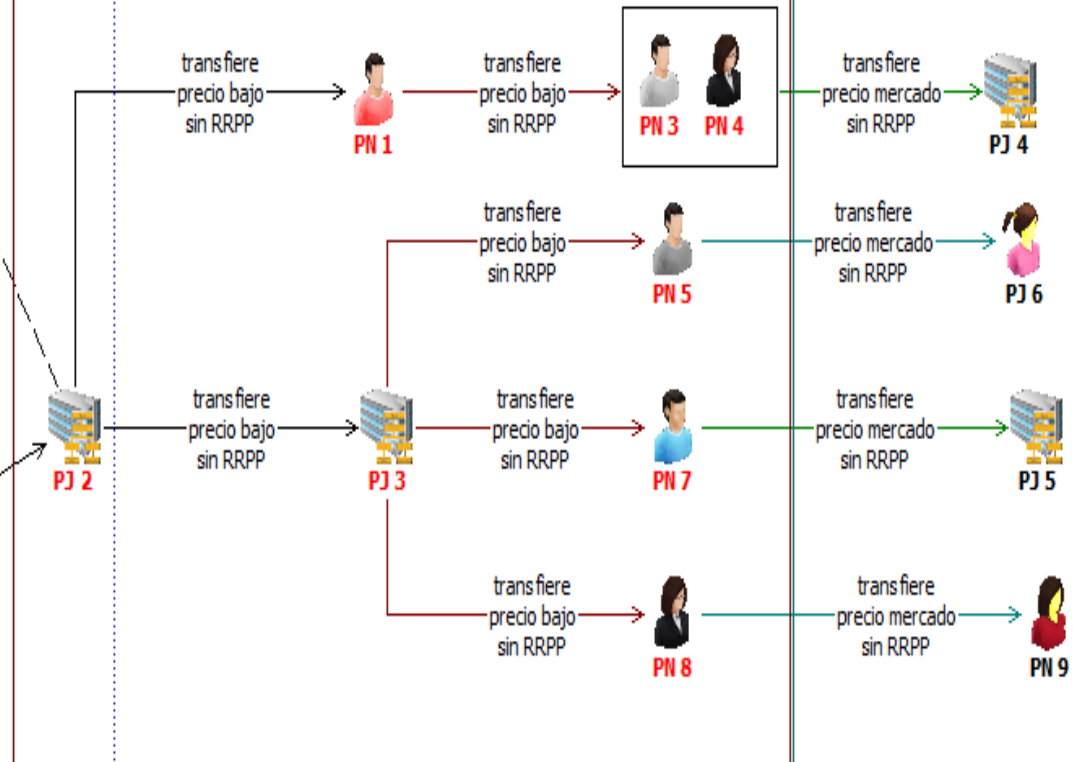 transfiere
precio bajo
sin RRPP
PN 1
transfiere
precio bajo
sin RRPP
PN 3 PN 4
transfiere
precio mercado
sin RRPP
PJ 4
transfiere
precio bajo
sin RRPP
PN 5
transfiere
precio mercado
sin RRPP
PJ 6
PJ 2
transfiere
precio bajo
sin RRPP
PJ 3
transfiere
precio bajo
sin RRPP
PN 7
transfiere
precio mercado
sin RRPP
PJ 5
transfiere
precio bajo
sin RRPP
PN 8
transfiere
precio mercado
sin RRPP
PN 9